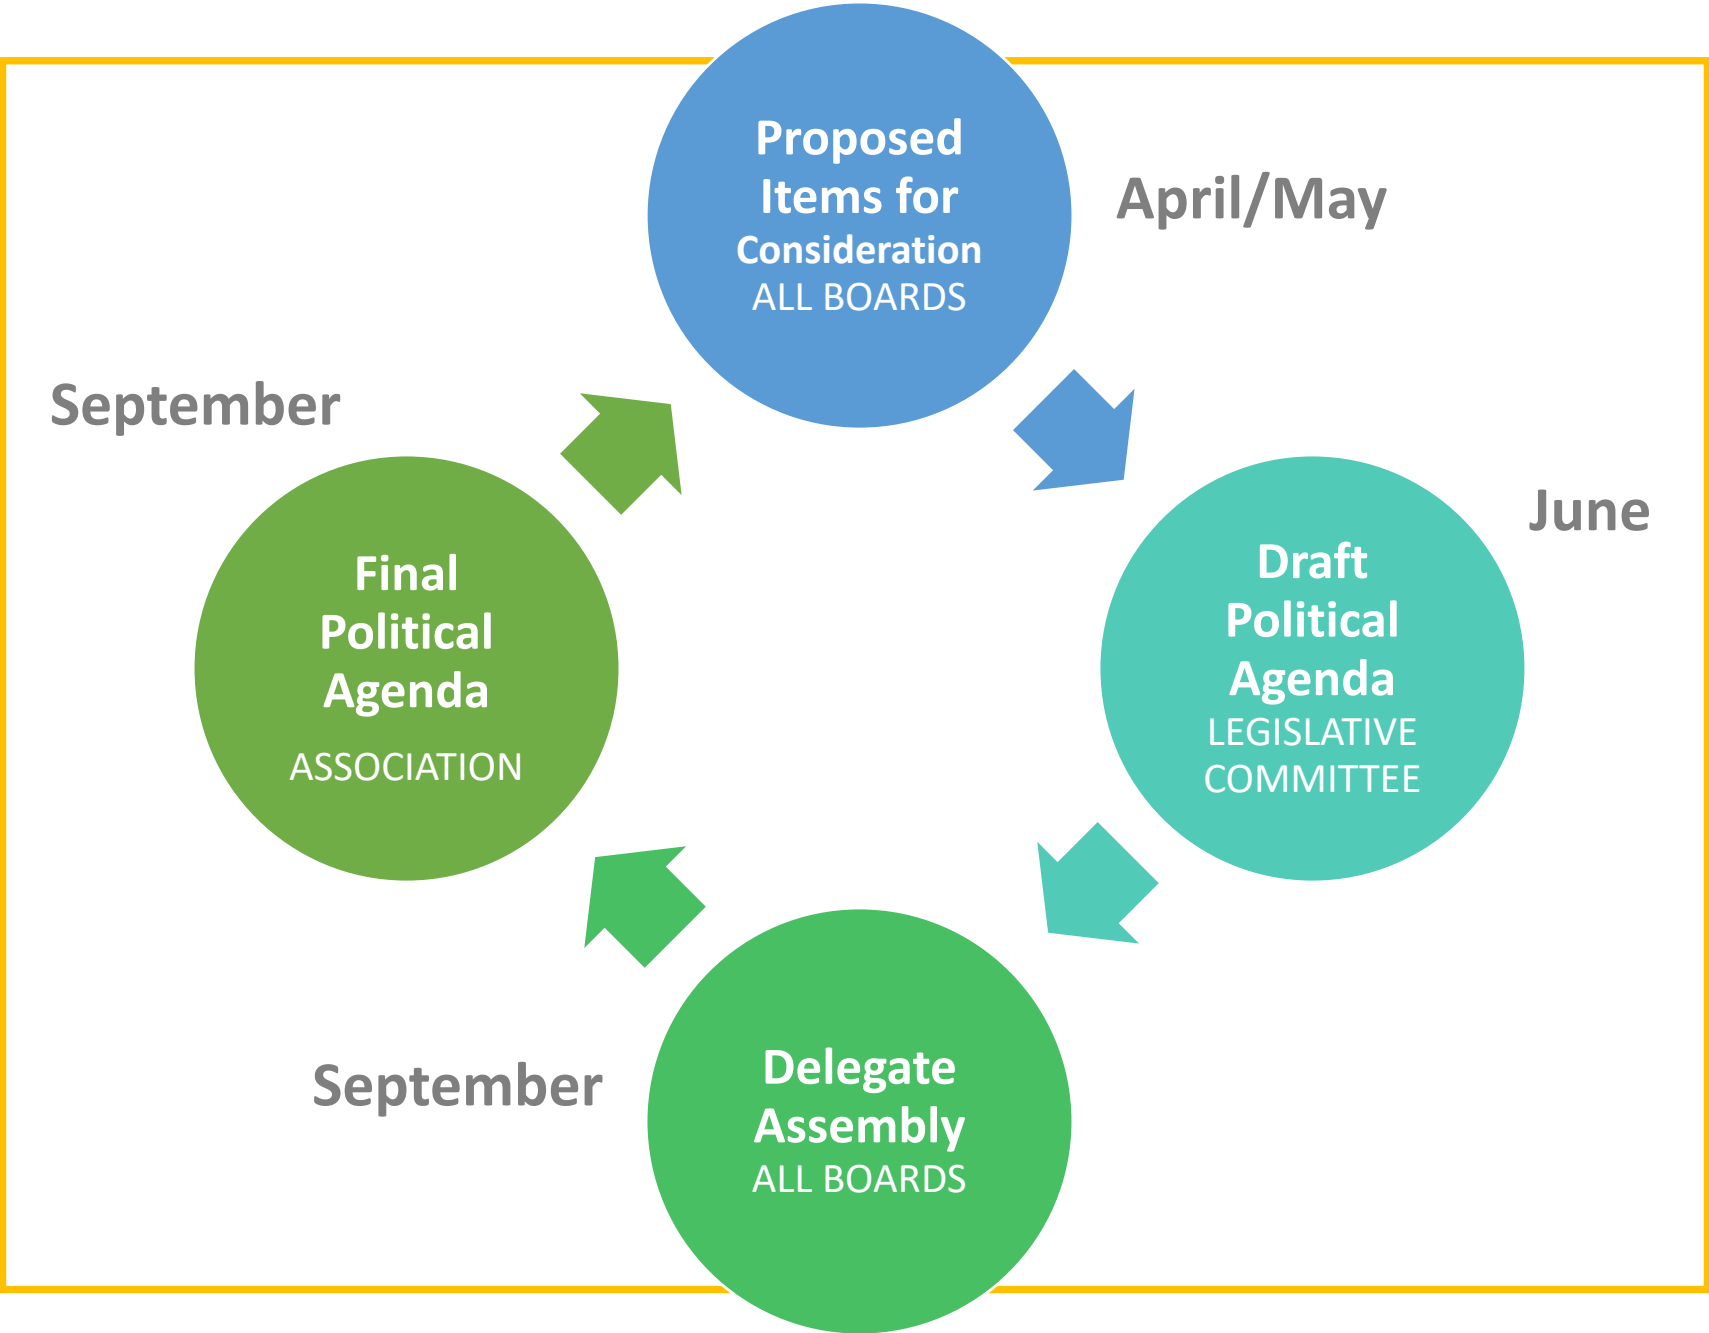 Proposed
Items for
Consideration
ALL BOARDS
April/May
June
Draft
Political
Agenda
LEGISLATIVE
COMMITTEE
Delegate
Assembly
ALL BOARDS
September
Final
Political
Agenda
ASSOCIATION
September